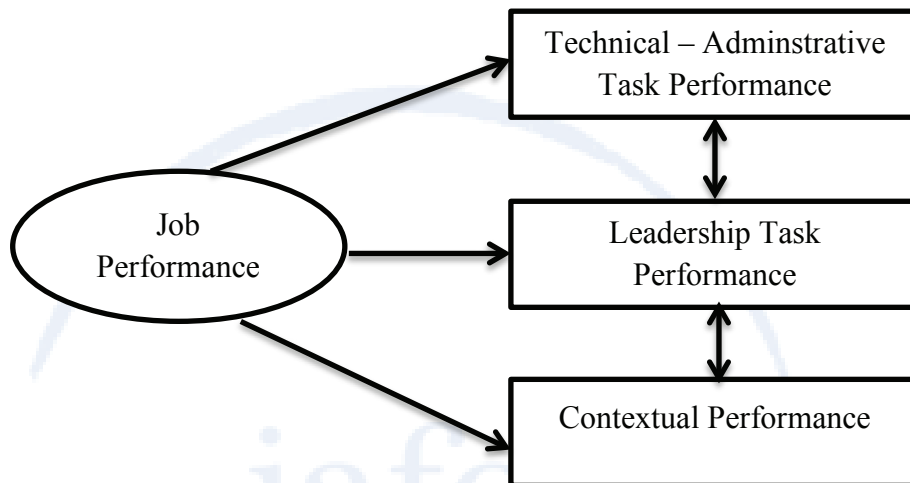 Technical – Adminstrative
Task Performance
Job
Performance
Leadership Task
Performance
Contextual Performance